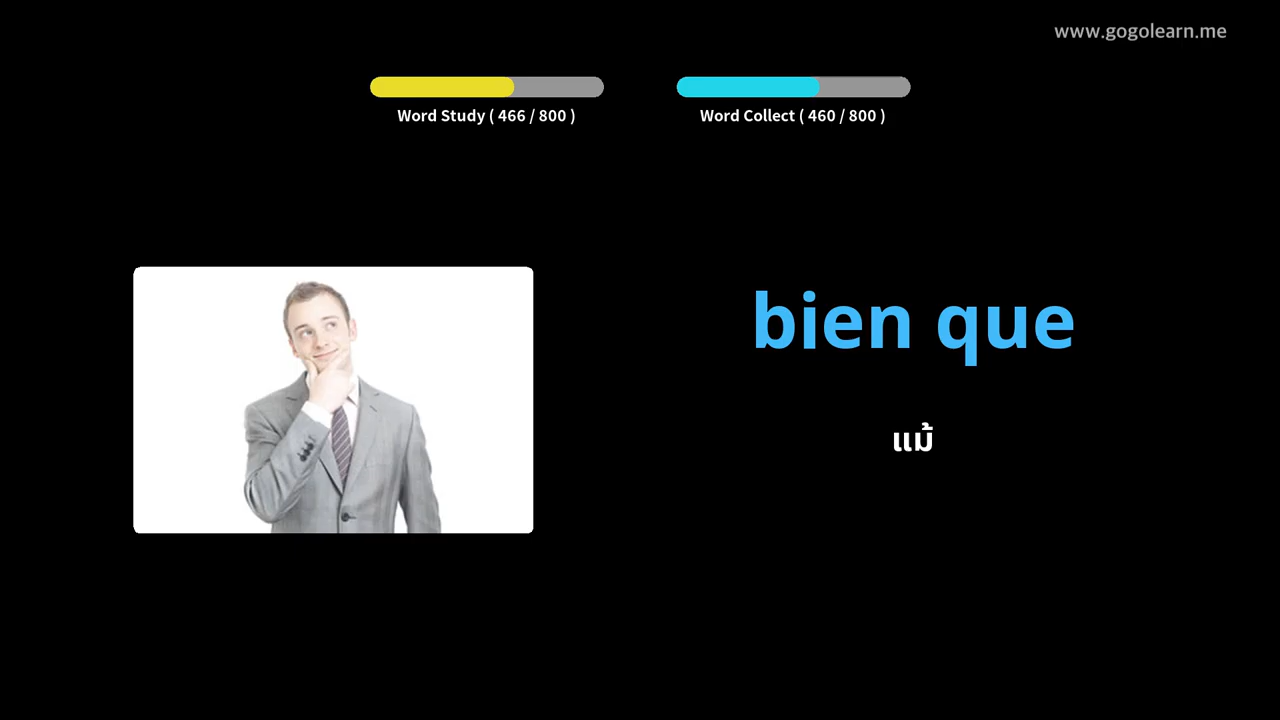 www.gogolearn.me
Word Study ( 466 / 800 )
Word Collect ( 460 / 800 )
bien que
แม้